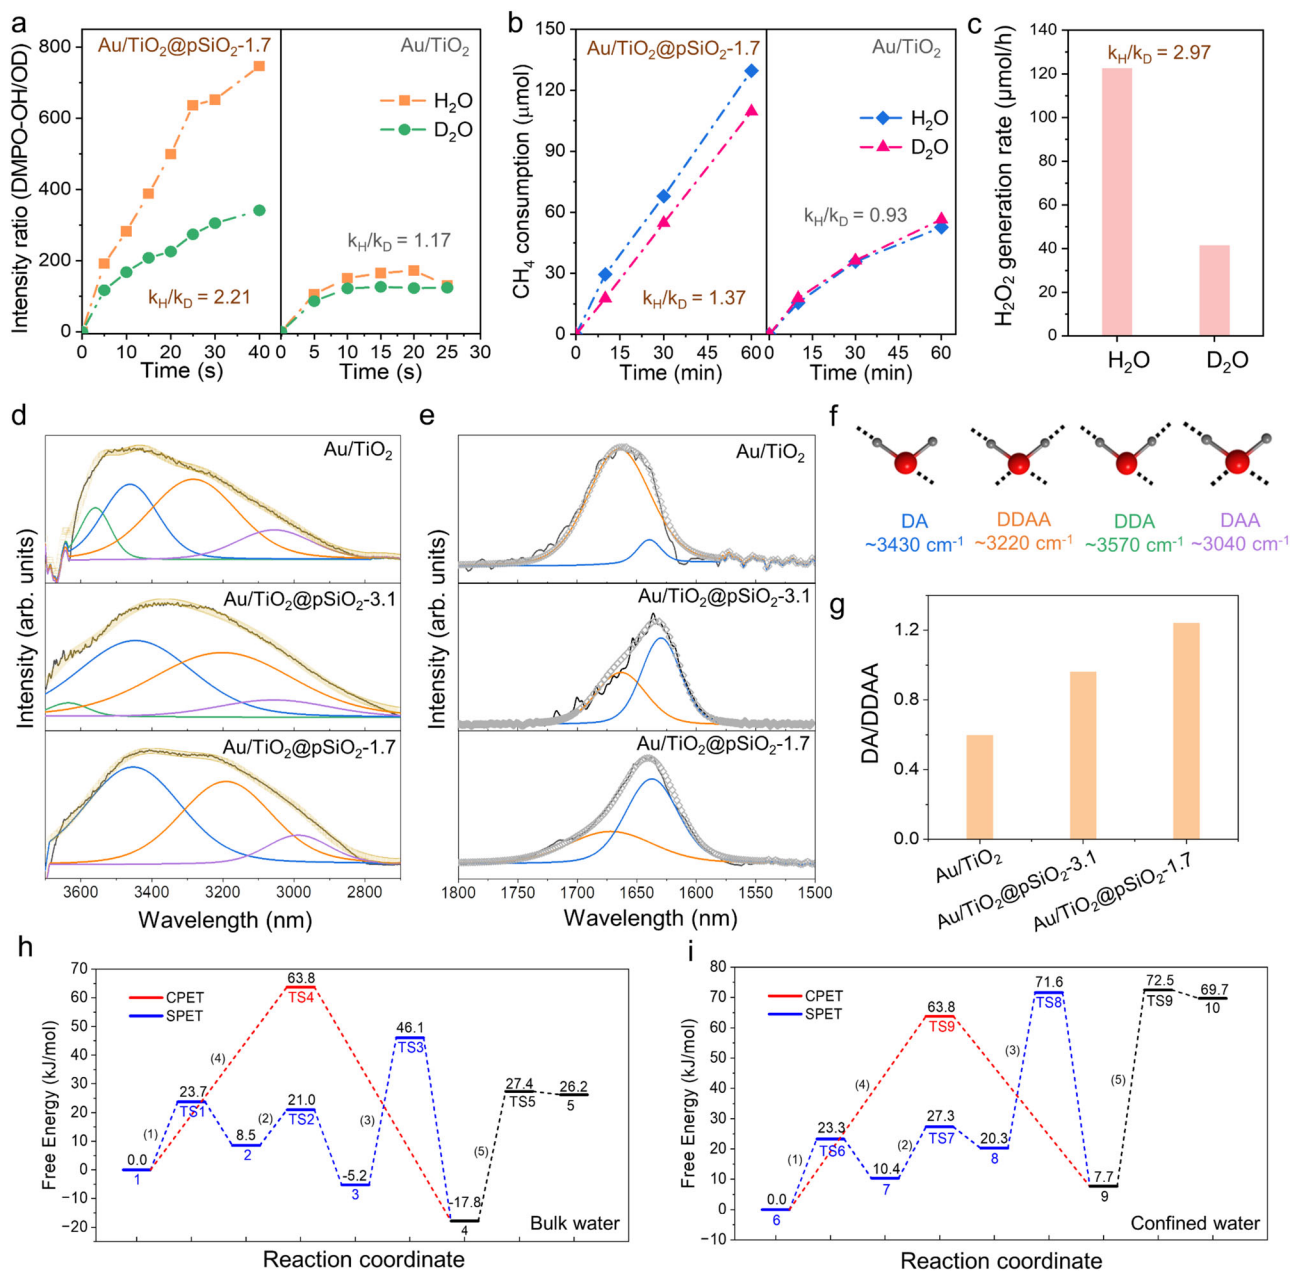 a
Intensity ratio (DMPO-OH/OD)
800
600
400
200
0
Au/TiO₂@pSiO₂-1.7
kH/kD = 2.21
0 10 20 30 40
Time (s)
Au/TiO₂
H₂O
D₂O
kH/kD = 1.17
0 5 10 15 20 25 30
Time (s)
b
CH₄ consumption (μmol)
150
120
90
60
30
0
Au/TiO₂@pSiO₂-1.7
kH/kD = 1.37
0 15 30 45 60
Time (min)
Au/TiO₂
H₂O
D₂O
kH/kD = 0.93
0 15 30 45 60
Time (min)
c
H₂O₂ generation rate (μmol/h)
140
120
100
80
60
40
20
0
kH/kD = 2.97
H₂O D₂O
d
Intensity (arb. units)
Au/TiO₂
Au/TiO₂@pSiO₂-3.1
Au/TiO₂@pSiO₂-1.7
3600 3400 3200 3000 2800
Wavelength (nm)
e
Intensity (arb. units)
Au/TiO₂
Au/TiO₂@pSiO₂-3.1
Au/TiO₂@pSiO₂-1.7
1800 1750 1700 1650 1600 1550 1500
Wavelength (nm)
f
DA DDAA DDA DAA
~3430 cm⁻¹ ~3220 cm⁻¹ ~3570 cm⁻¹ ~3040 cm⁻¹
g
DA/DDAA
1.2
0.8
0.4
0.0
Au/TiO₂
Au/TiO₂@pSiO₂-3.1
Au/TiO₂@pSiO₂-1.7
h
Free Energy (kJ/mol)
70
60
50
40
30
20
10
0
−10
−20
CPET
SPET
0.0
1
(1)
23.7
TS1
8.5
2
(2)
21.0
TS2
-5.2
3
(3)
46.1
TS3
(4)
63.8
TS4
-17.8
4
(5)
27.4
TS5
26.2
5
Bulk water
Reaction coordinate
i
Free Energy (kJ/mol)
80
70
60
50
40
30
20
10
0
−10
CPET
SPET
0.0
6
(1)
23.3
TS6
10.4
7
(2)
27.3
TS7
20.3
8
(3)
71.6
TS8
(4)
63.8
TS9
7.7
9
(5)
72.5
TS9
69.7
10
Confined water
Reaction coordinate